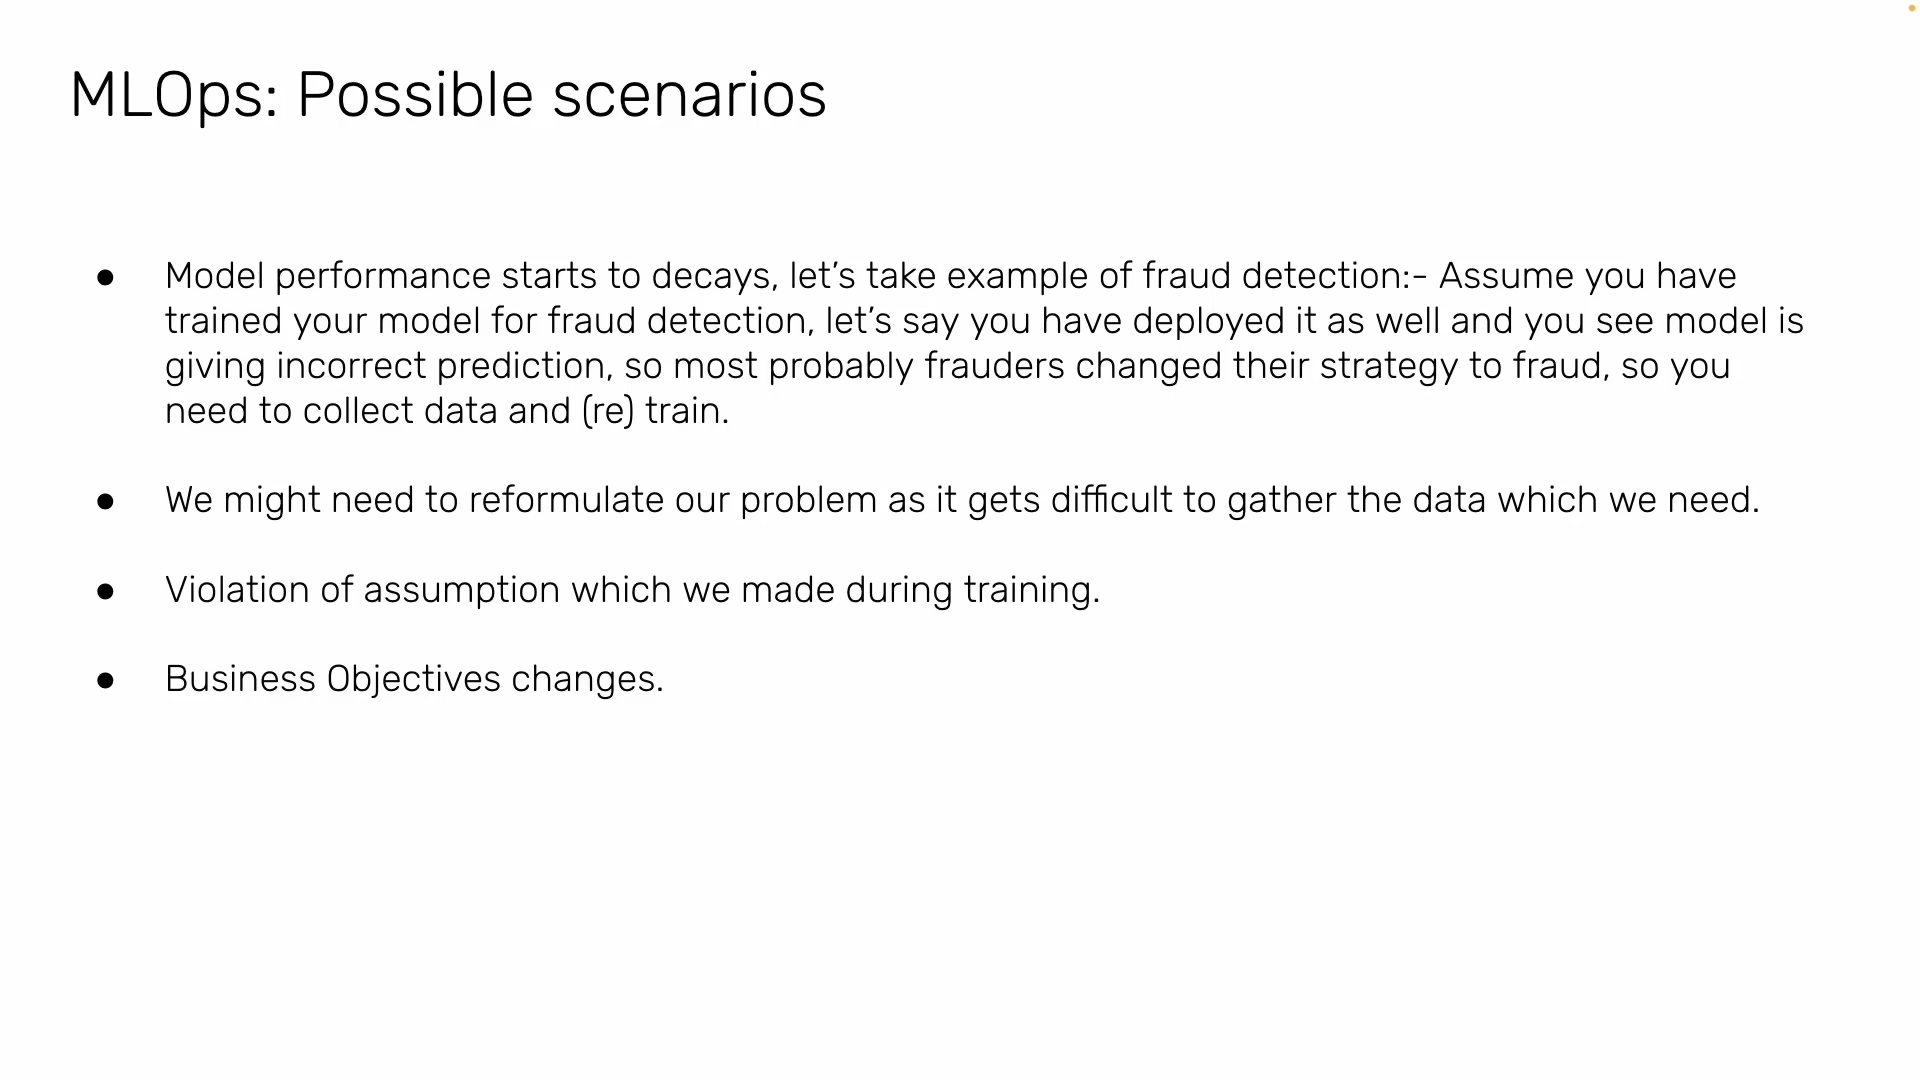 MLOps: Possible scenarios
● Model performance starts to decays, let’s take example of fraud detection:- Assume you have
trained your model for fraud detection, let’s say you have deployed it as well and you see model is
giving incorrect prediction, so most probably frauders changed their strategy to fraud, so you
need to collect data and (re) train.
● We might need to reformulate our problem as it gets difficult to gather the data which we need.
● Violation of assumption which we made during training.
● Business Objectives changes.